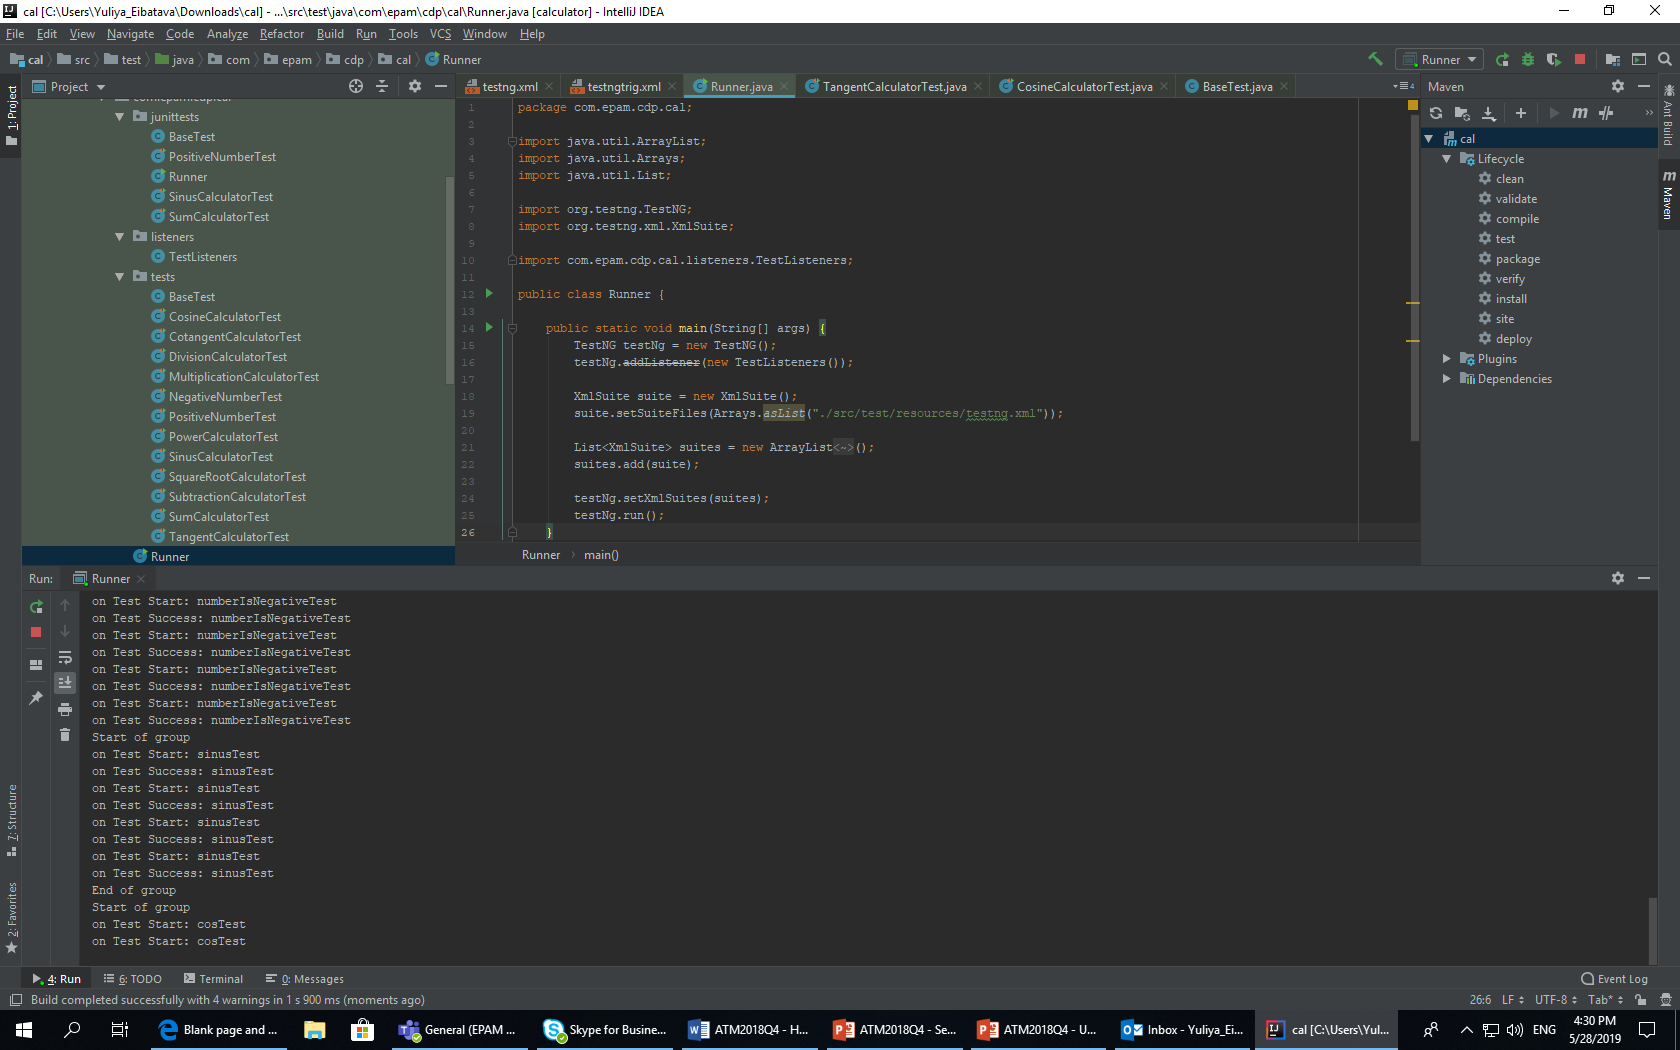 cal [C:\Users\Yuliya_Eibatava\Downloads\cal] - ...\src\test\java\com\epam\cdp\cal\Runner.java [calculator] - IntelliJ IDEA
File Edit View Navigate Code Analyze Refactor Build Run Tools VCS Window Help
cal src test java com epam cdp cal Runner
Runner
1: Project
Project
junittests
BaseTest
PositiveNumberTest
Runner
SinusCalculatorTest
SumCalculatorTest
listeners
TestListeners
tests
BaseTest
CosineCalculatorTest
CotangentCalculatorTest
DivisionCalculatorTest
MultiplicationCalculatorTest
NegativeNumberTest
PositiveNumberTest
PowerCalculatorTest
SinusCalculatorTest
SquareRootCalculatorTest
SubtractionCalculatorTest
SumCalculatorTest
TangentCalculatorTest
Runner
testng.xml testngtrig.xml Runner.java TangentCalculatorTest.java CosineCalculatorTest.java BaseTest.java
4
1 package com.epam.cdp.cal;
2
3 import java.util.ArrayList;
4 import java.util.Arrays;
5 import java.util.List;
6
7 import org.testng.TestNG;
8 import org.testng.xml.XmlSuite;
9
10 import com.epam.cdp.cal.listeners.TestListeners;
11
12 public class Runner {
13
14 public static void main(String[] args) {
15 TestNG testNg = new TestNG();
16 testNg.addListener(new TestListeners());
17
18 XmlSuite suite = new XmlSuite();
19 suite.setSuiteFiles(Arrays.asList("./src/test/resources/testng.xml"));
20
21 List<XmlSuite> suites = new ArrayList<~>();
22 suites.add(suite);
23
24 testNg.setXmlSuites(suites);
25 testNg.run();
26 }
Runner main()
Maven
m
cal
Lifecycle
clean
validate
compile
test
package
verify
install
site
deploy
Plugins
Dependencies
Ant Build
m Maven
Run: Runner
on Test Start: numberIsNegativeTest
on Test Success: numberIsNegativeTest
on Test Start: numberIsNegativeTest
on Test Success: numberIsNegativeTest
on Test Start: numberIsNegativeTest
on Test Success: numberIsNegativeTest
on Test Start: numberIsNegativeTest
on Test Success: numberIsNegativeTest
Start of group
on Test Start: sinusTest
on Test Success: sinusTest
on Test Start: sinusTest
on Test Success: sinusTest
on Test Start: sinusTest
on Test Success: sinusTest
on Test Start: sinusTest
on Test Success: sinusTest
End of group
Start of group
on Test Start: cosTest
on Test Start: cosTest
7: Structure
2: Favorites
4: Run 6: TODO Terminal 0: Messages Event Log
Build completed successfully with 4 warnings in 1 s 900 ms (moments ago) 26:6 LF UTF-8 Tab*
Blank page and ... General (EPAM ... Skype for Busine... ATM2018Q4 - H... ATM2018Q4 - Se... ATM2018Q4 - U... Inbox - Yuliya_Ei... cal [C:\Users\Yul... ENG
4:30 PM
5/28/2019